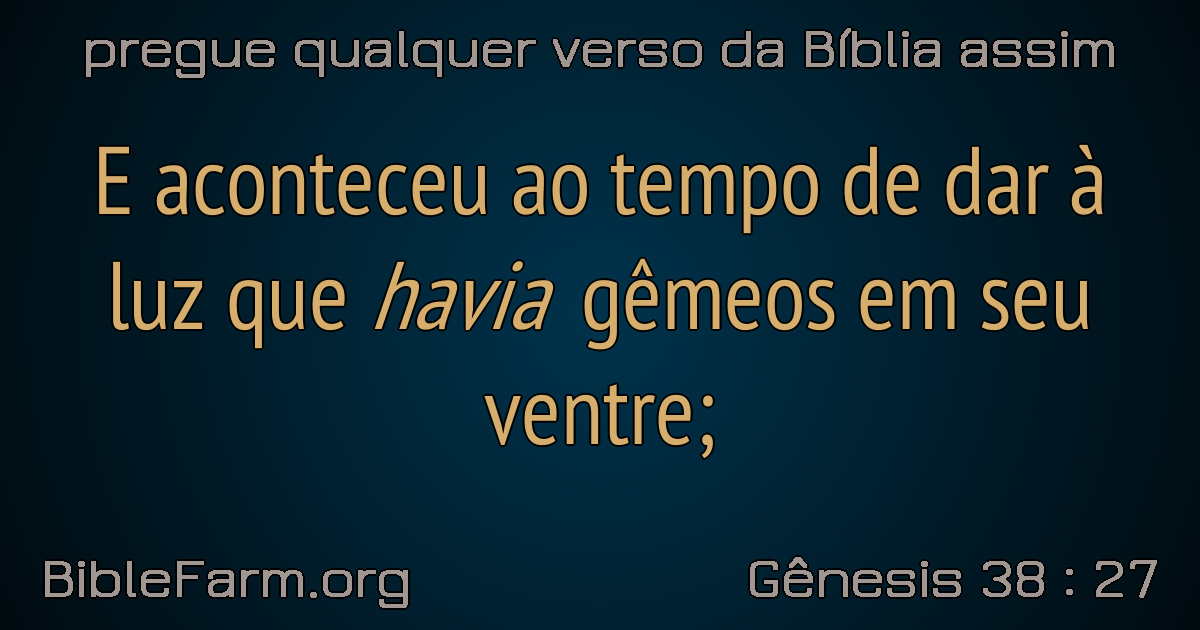 pregue qualquer verso da Bíblia assim
E aconteceu ao tempo de dar à
luz que havia gêmeos em seu
ventre;
BibleFarm.org
Gênesis 38 : 27